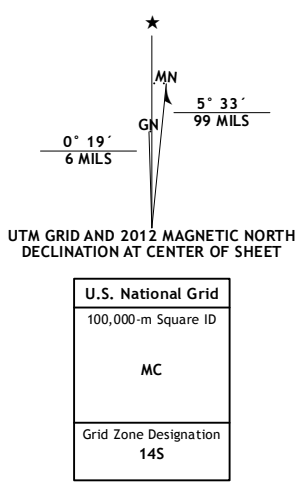 ★
MN
5° 33´
99 MILS
GN
0° 19´
6 MILS
UTM GRID AND 2012 MAGNETIC NORTH
DECLINATION AT CENTER OF SHEET
U.S. National Grid
100,000-m Square ID
MC
Grid Zone Designation
14S